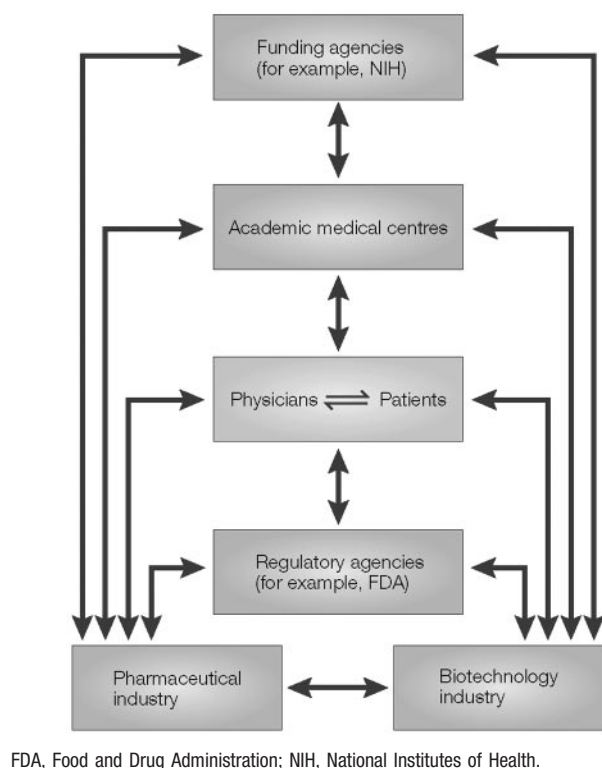 Funding agencies
(for example, NIH)
Academic medical centres
Physicians ⇌ Patients
Regulatory agencies
(for example, FDA)
Pharmaceutical
industry
Biotechnology
industry
FDA, Food and Drug Administration; NIH, National Institutes of Health.